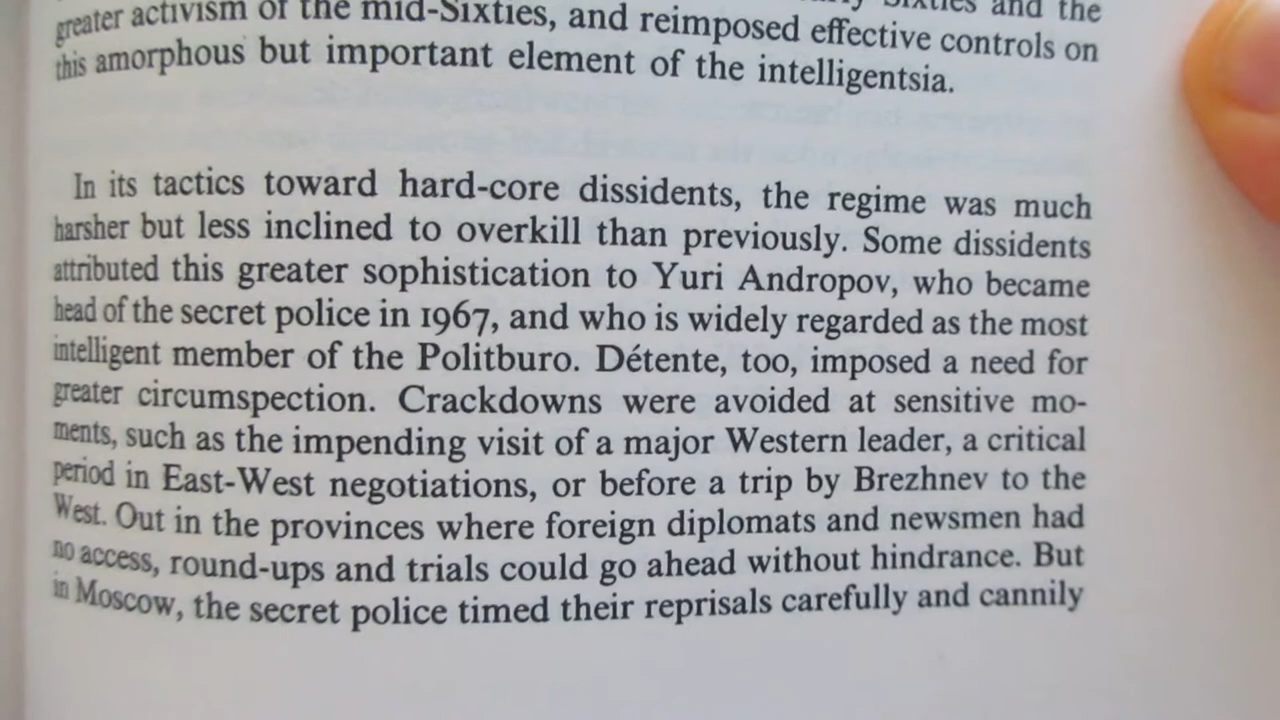 Sixties and the
greater activism of the mid-Sixties, and reimposed effective controls on
this amorphous but important element of the intelligentsia.
In its tactics toward hard-core dissidents, the regime was much
harsher but less inclined to overkill than previously. Some dissidents
attributed this greater sophistication to Yuri Andropov, who became
head of the secret police in 1967, and who is widely regarded as the most
intelligent member of the Politburo. Détente, too, imposed a need for
greater circumspection. Crackdowns were avoided at sensitive mo-
ments, such as the impending visit of a major Western leader, a critical
period in East-West negotiations, or before a trip by Brezhnev to the
West. Out in the provinces where foreign diplomats and newsmen had
no access, round-ups and trials could go ahead without hindrance. But
in Moscow, the secret police timed their reprisals carefully and cannily